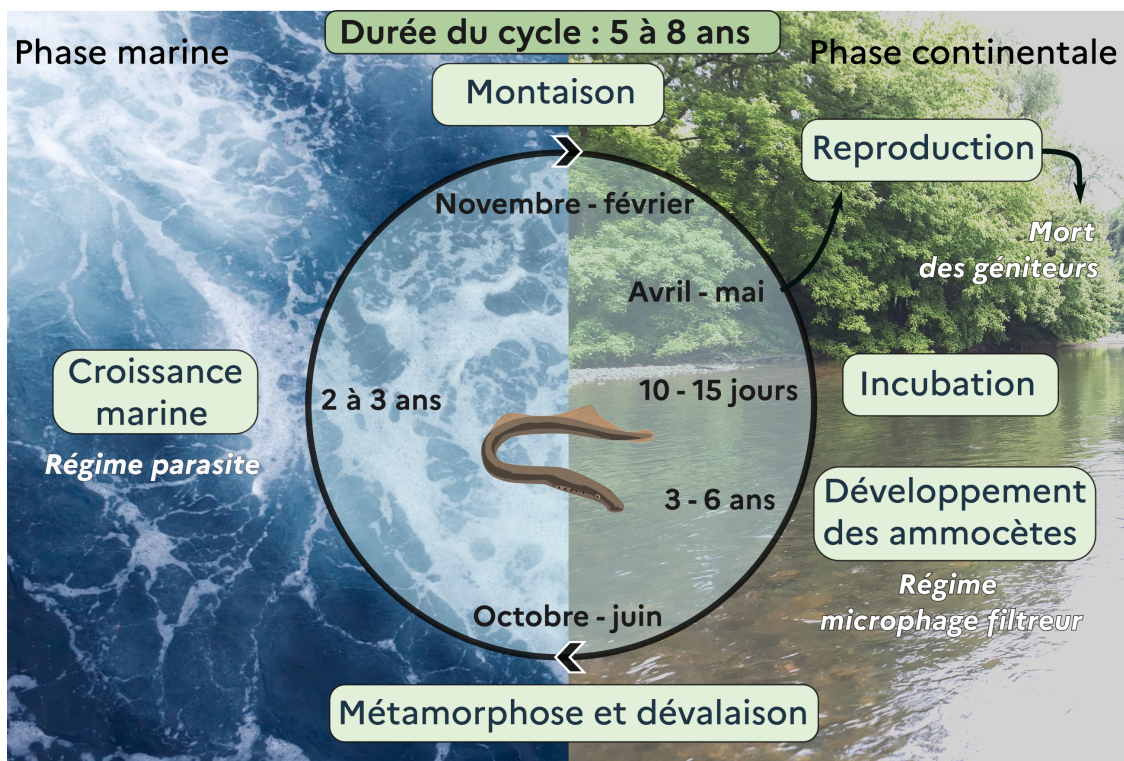 Durée du cycle : 5 à 8 ans
Phase marine
Phase continentale
Montaison
Reproduction
Novembre - février
Mort
des géniteurs
Avril - mai
Croissance
marine
2 à 3 ans
10 - 15 jours
Incubation
Régime parasite
3 - 6 ans
Développement
des ammocètes
Régime
microphage filtreur
Octobre - juin
Métamorphose et dévalaison